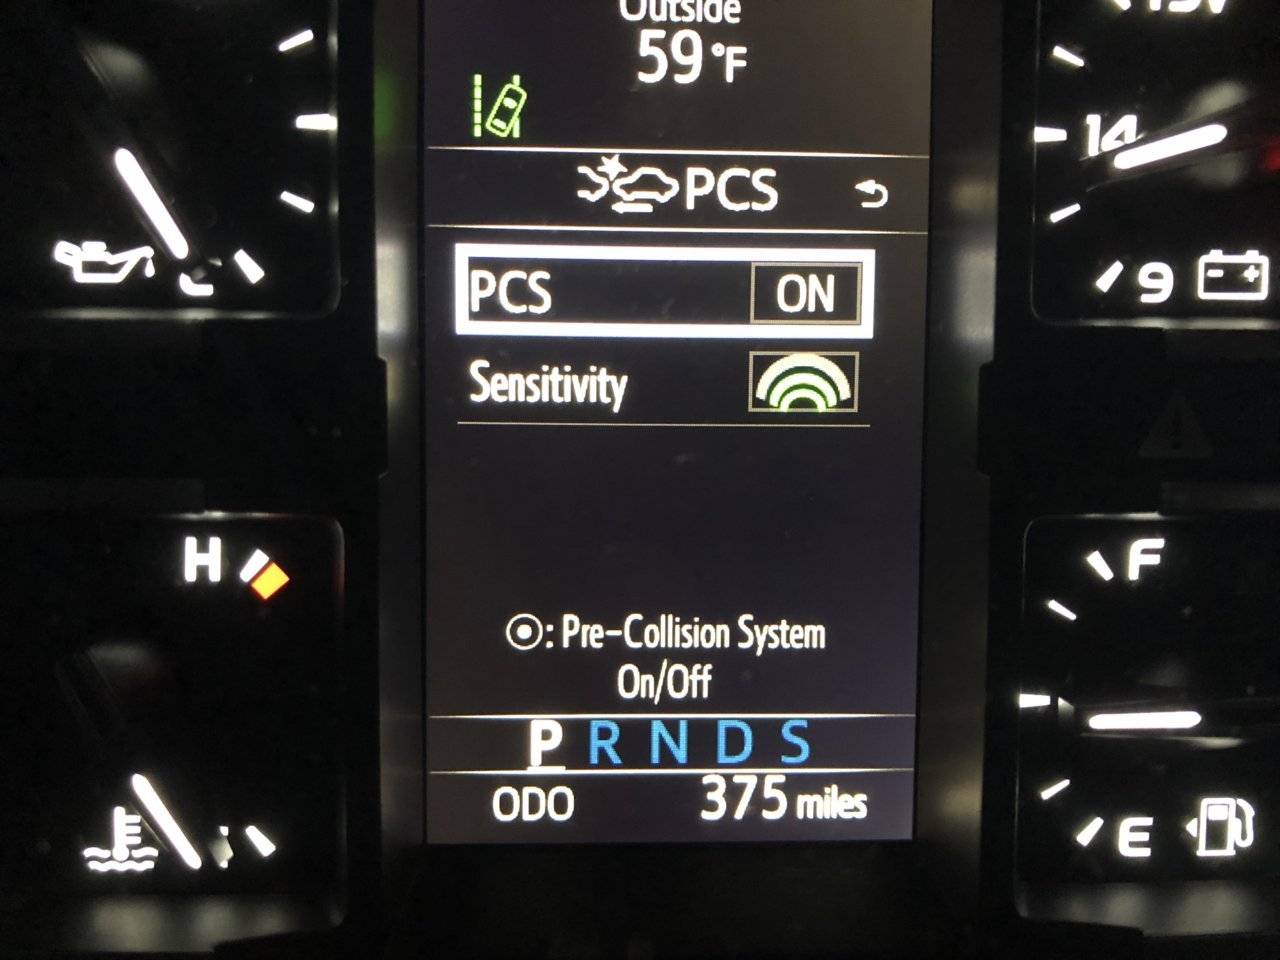 Outside
59°F
PCS
PCS ON
Sensitivity
: Pre-Collision System
On/Off
P R N D S
ODO 375 miles
14
9
H
F
E